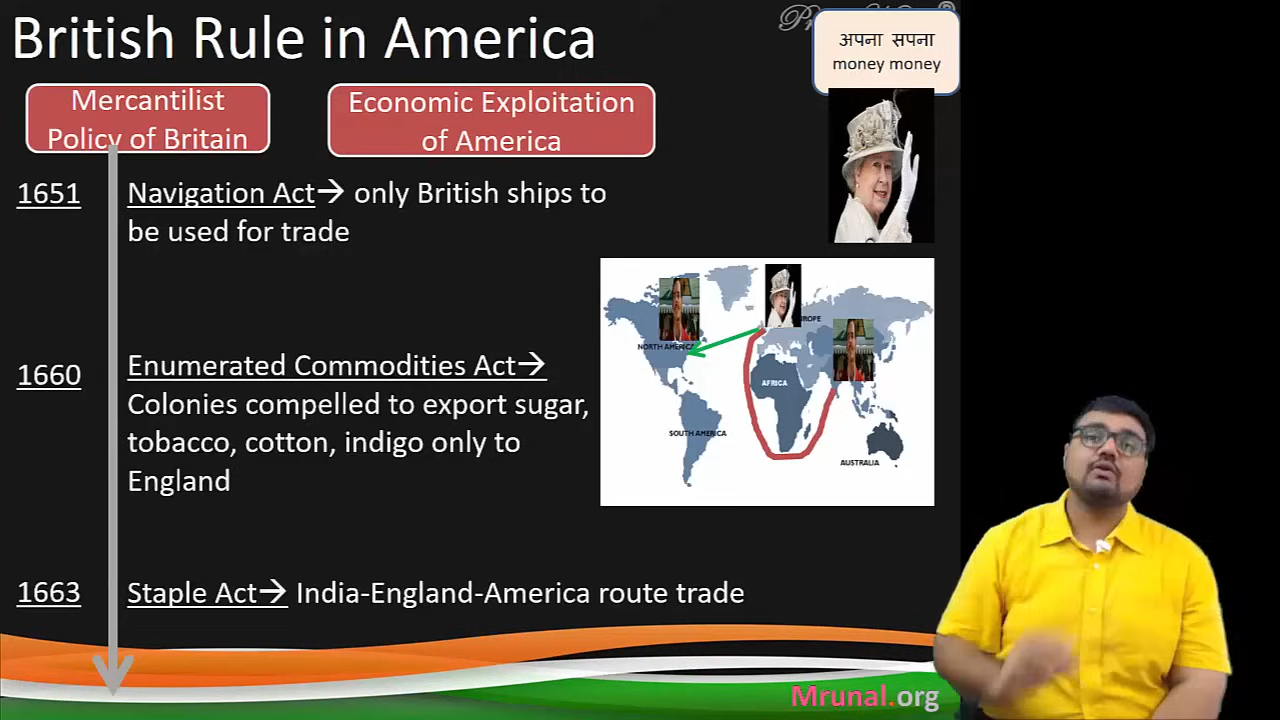 British Rule in America
अपना सपना
money money
Mercantilist
Policy of Britain
Economic Exploitation
of America
1651
Navigation Act→ only British ships to
be used for trade
1660
Enumerated Commodities Act→
Colonies compelled to export sugar,
tobacco, cotton, indigo only to
England
NORTH AMERICA
AFRICA
SOUTH AMERICA
AUSTRALIA
1663
Staple Act→ India-England-America route trade
Mrunal.org